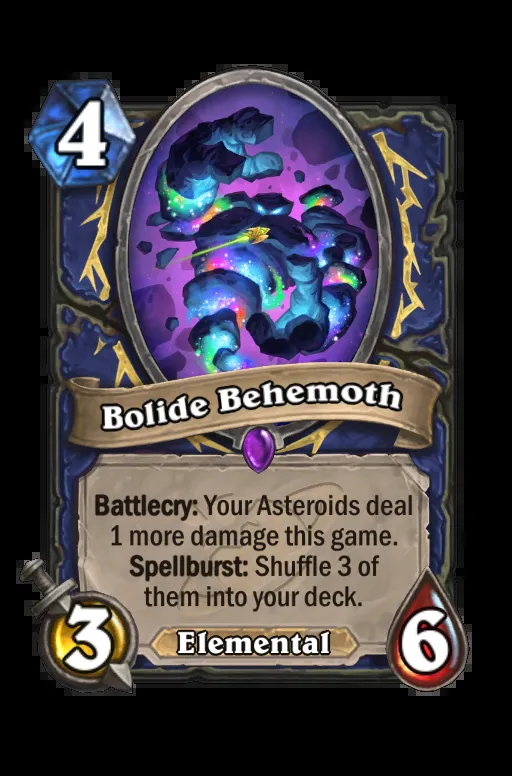 4
Bolide Behemoth
Battlecry: Your Asteroids deal
1 more damage this game.
Spellburst: Shuffle 3 of
them into your deck.
3
Elemental
6